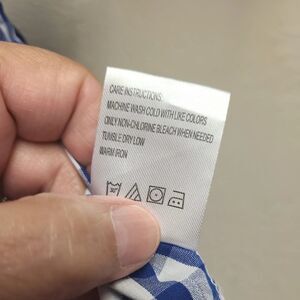 CARE INSTRUCTIONS:
MACHINE WASH COLD WITH LIKE COLORS
ONLY NON-CHLORINE BLEACH WHEN NEEDED
TUMBLE DRY LOW
WARM IRON